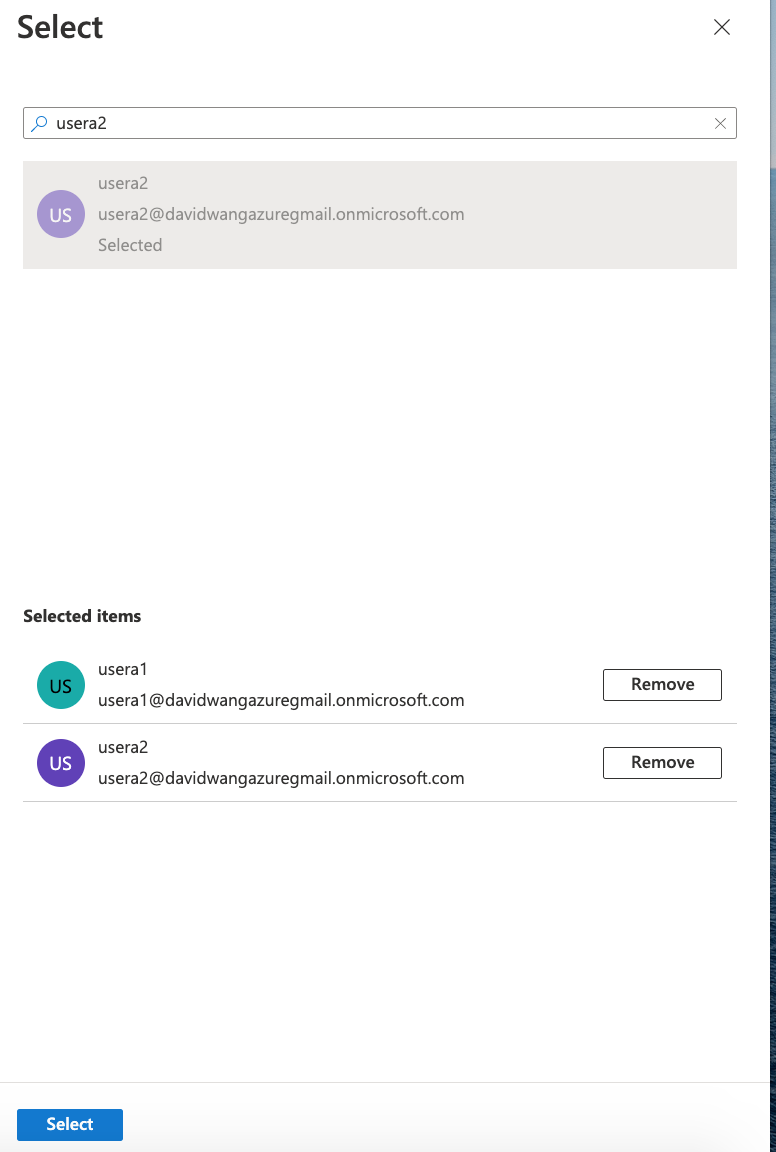 Select
usera2
US
usera2
usera2@davidwangazuregmail.onmicrosoft.com
Selected
Selected items
US
usera1
usera1@davidwangazuregmail.onmicrosoft.com
Remove
US
usera2
usera2@davidwangazuregmail.onmicrosoft.com
Remove
Select